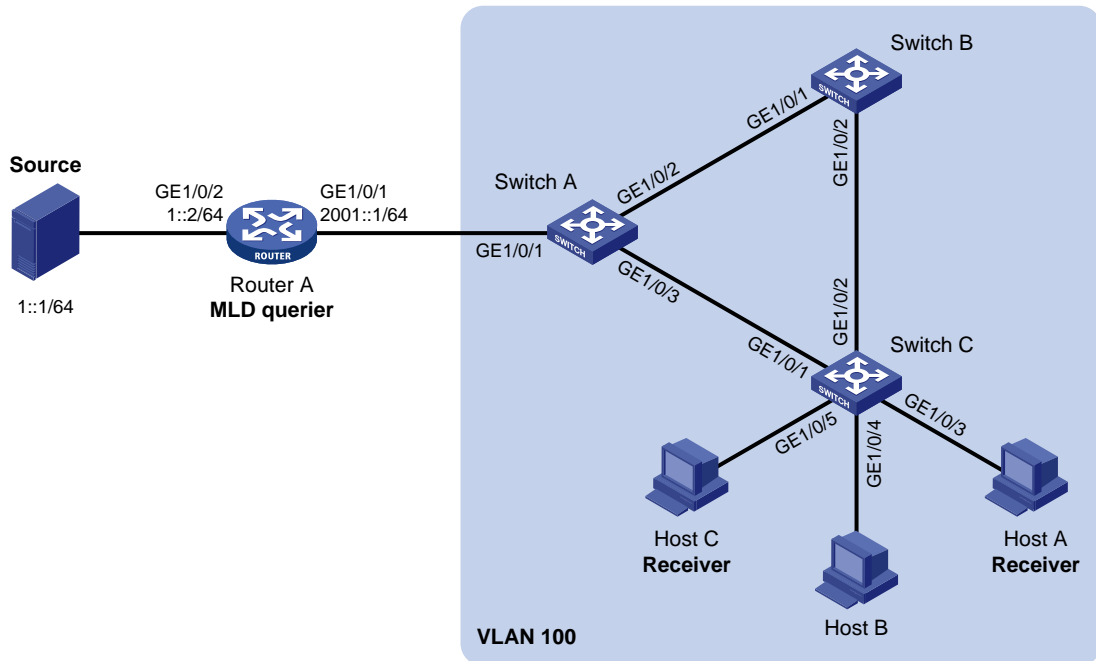 Source
1::1/64
GE1/0/2
1::2/64
ROUTER
GE1/0/1
2001::1/64
Router A
MLD querier
Switch A
SWITCH
GE1/0/1
GE1/0/2
GE1/0/3
Switch B
SWITCH
GE1/0/1
GE1/0/2
Switch C
SWITCH
GE1/0/2
GE1/0/1
GE1/0/5
GE1/0/4
GE1/0/3
Host C
Receiver
Host B
Host A
Receiver
VLAN 100